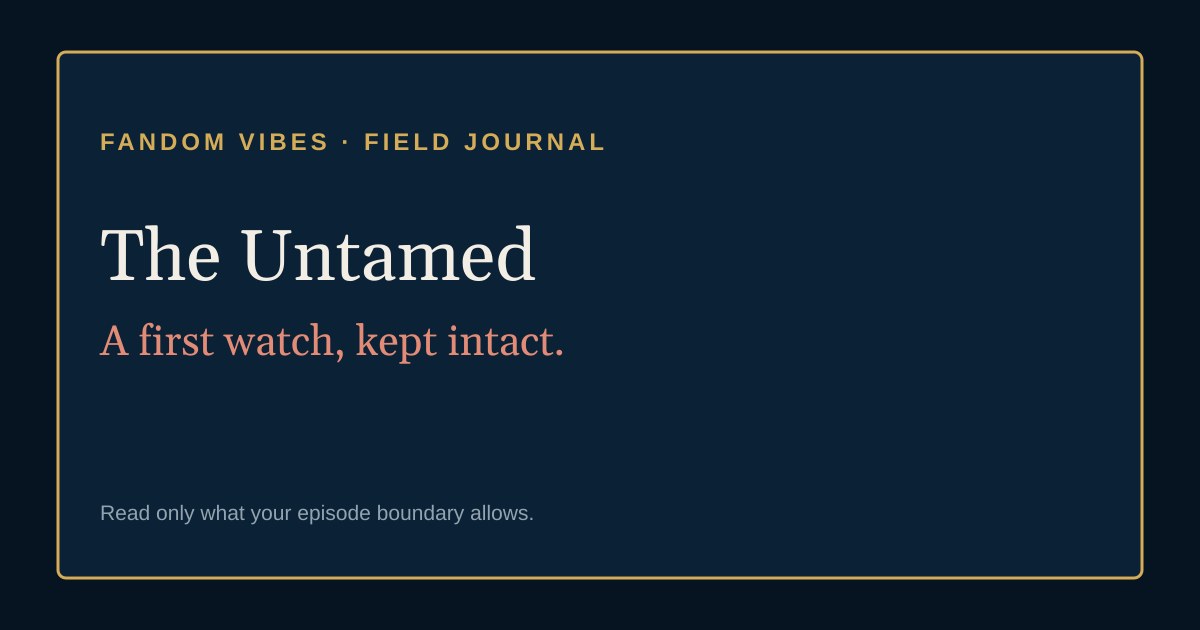 FANDOM VIBES · FIELD JOURNAL
The Untamed
A first watch, kept intact.
Read only what your episode boundary allows.